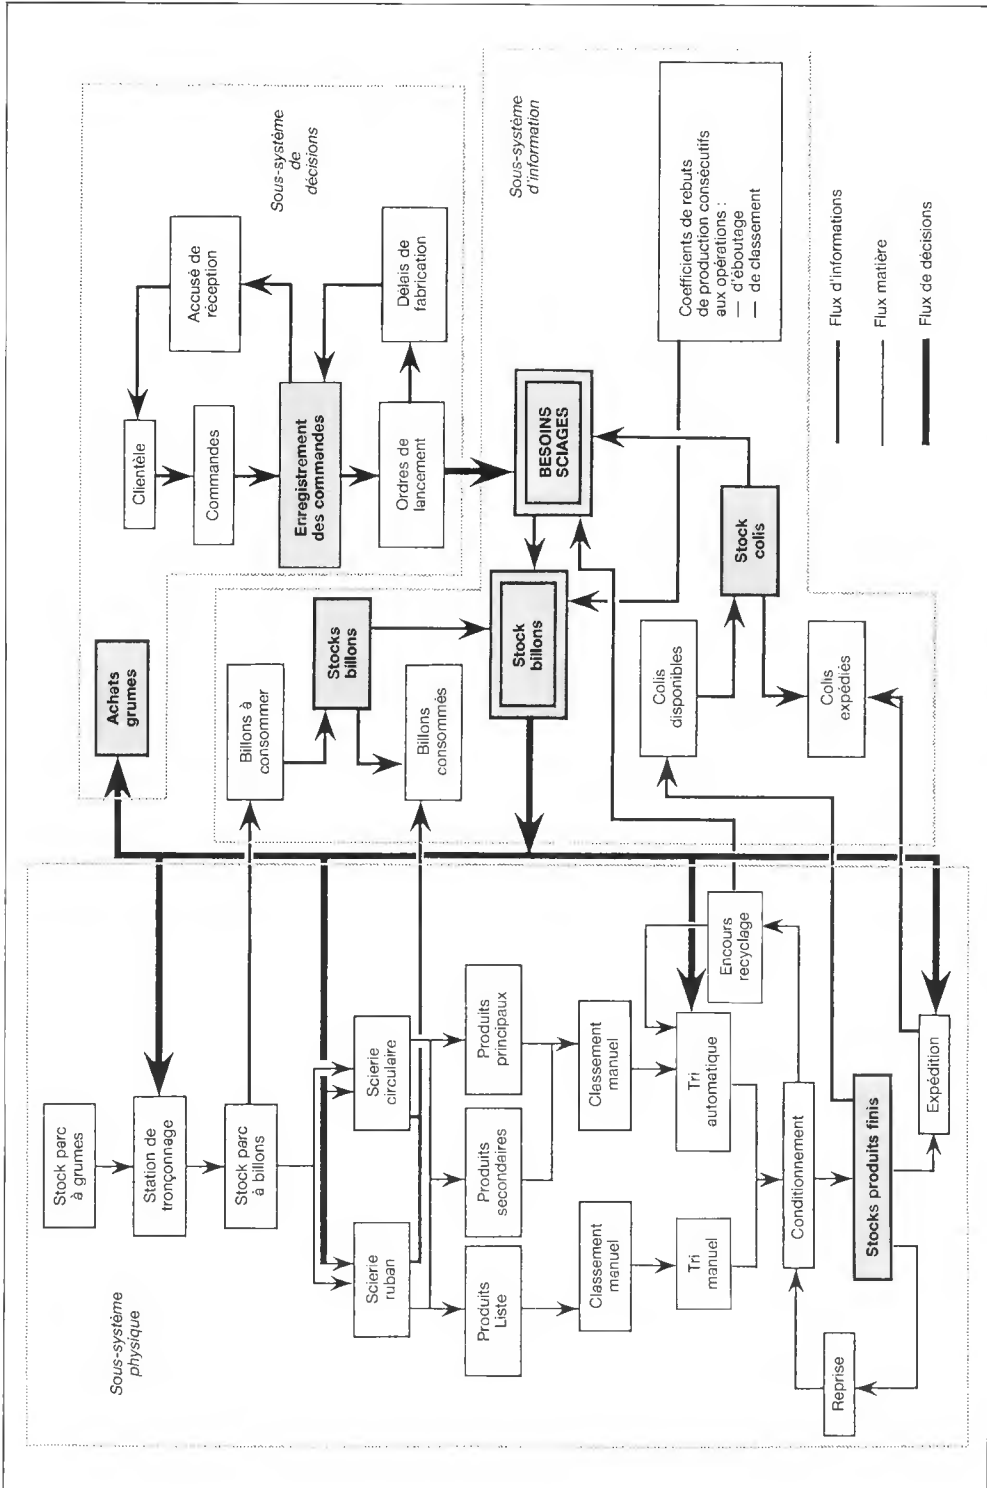 Sous-système
physique
Stock parc
à grumes
Station de
tronçonnage
Stock parc
à billons
Scierie
ruban
Scierie
circulaire
Produits
Liste
Produits
secondaires
Produits
principaux
Classement
manuel
Classement
manuel
Tri
manuel
Tri
automatique
Encours
recyclage
Conditionnement
Reprise
Stocks produits finis
Expédition
Achats
grumes
Billons à
consommer
Stocks
billons
Billons
consommés
Stock
billons
Colis
disponibles
Colis
expédiés
Stock
colis
BESOINS
SCIAGES
Sous-système
de
décisions
Clientèle
Commandes
Enregistrement
des commandes
Ordres de
lancement
Accusé de
réception
Délais de
fabrication
Sous-système
d'information
Coefficients de rebuts
de production consécutifs
aux opérations :
— d'éboutage
— de classement
Flux d'informations
Flux matière
Flux de décisions